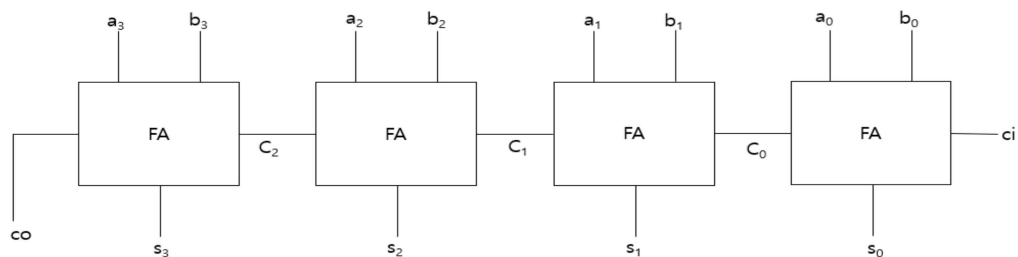 a₃ b₃ a₂ b₂ a₁ b₁ a₀ b₀
FA FA FA FA ci
C₂ C₁ C₀
co s₃ s₂ s₁ s₀